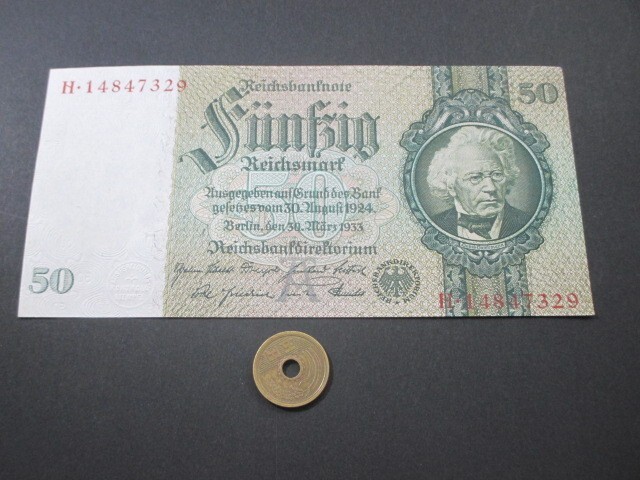 H·14847329
Reichsbanknote
50
Fünfzig
Reichsmark
Ausgegeben auf Grund des Bank
gesetzes vom 30. August 1924.
Berlin, den 30. März 1933
Reichsbankdirektorium
50
H·14847329